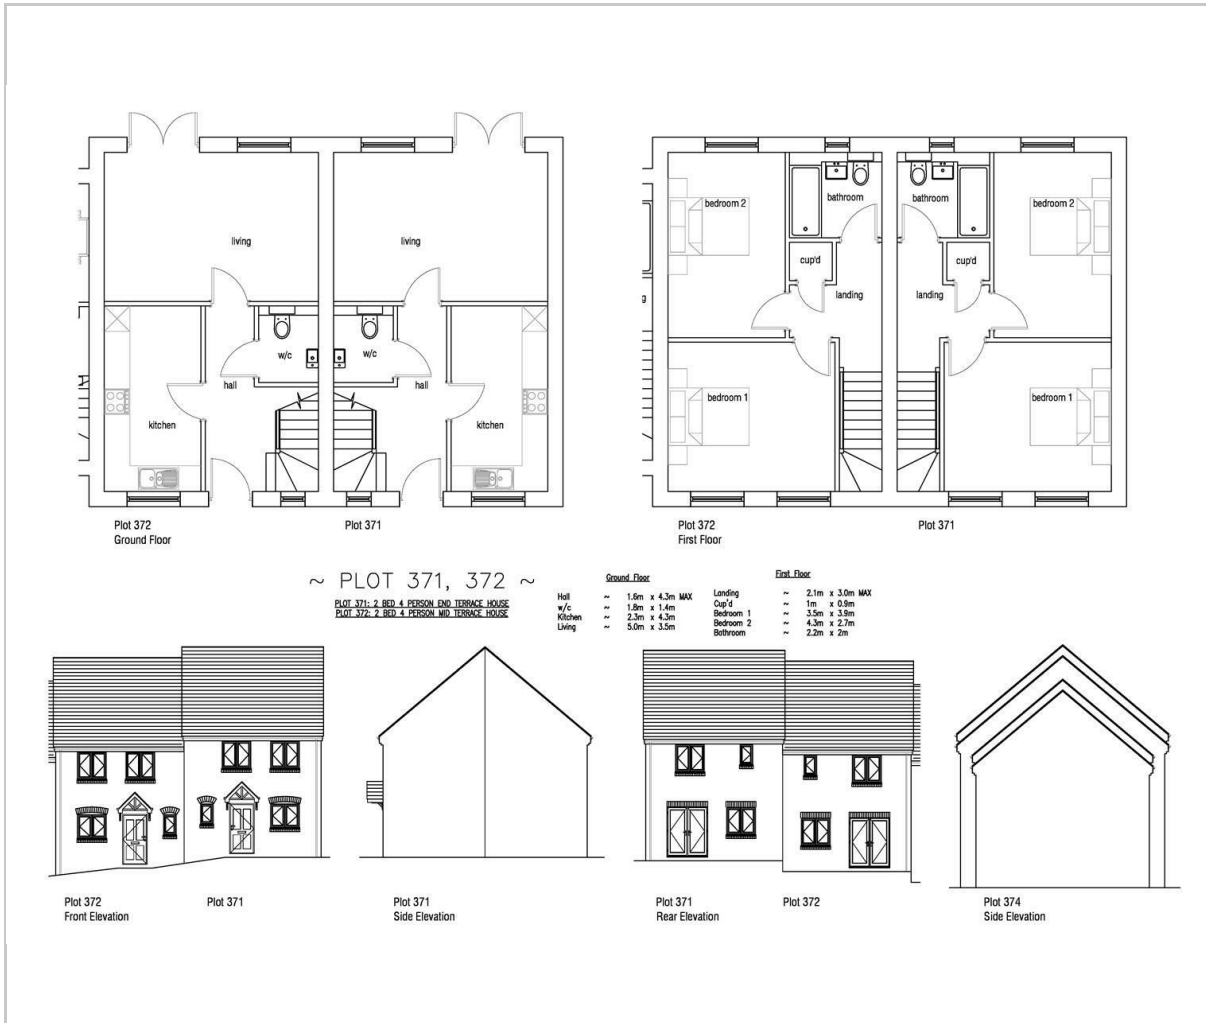 bedroom 2
bathroom
bathroom
bedroom 2
living
living
cup'd
cup'd
landing
landing
w/c
w/c
hall
hall
bedroom 1
bedroom 1
kitchen
kitchen
Plot 372
Ground Floor
Plot 371
Plot 372
First Floor
Plot 371
~ PLOT 371, 372 ~
PLOT 371: 2 BED 4 PERSON END TERRACE HOUSE
PLOT 372: 2 BED 4 PERSON MID TERRACE HOUSE
Ground Floor
Hall ~ 1.6m x 4.3m MAX
w/c ~ 1.8m x 1.4m
Kitchen ~ 2.3m x 4.3m
Living ~ 5.0m x 3.5m
First Floor
Landing ~ 2.1m x 3.0m MAX
Cup'd ~ 1m x 0.9m
Bedroom 1 ~ 3.5m x 3.9m
Bedroom 2 ~ 4.3m x 2.7m
Bathroom ~ 2.2m x 2m
Plot 372
Front Elevation
Plot 371
Plot 371
Side Elevation
Plot 371
Rear Elevation
Plot 372
Plot 374
Side Elevation